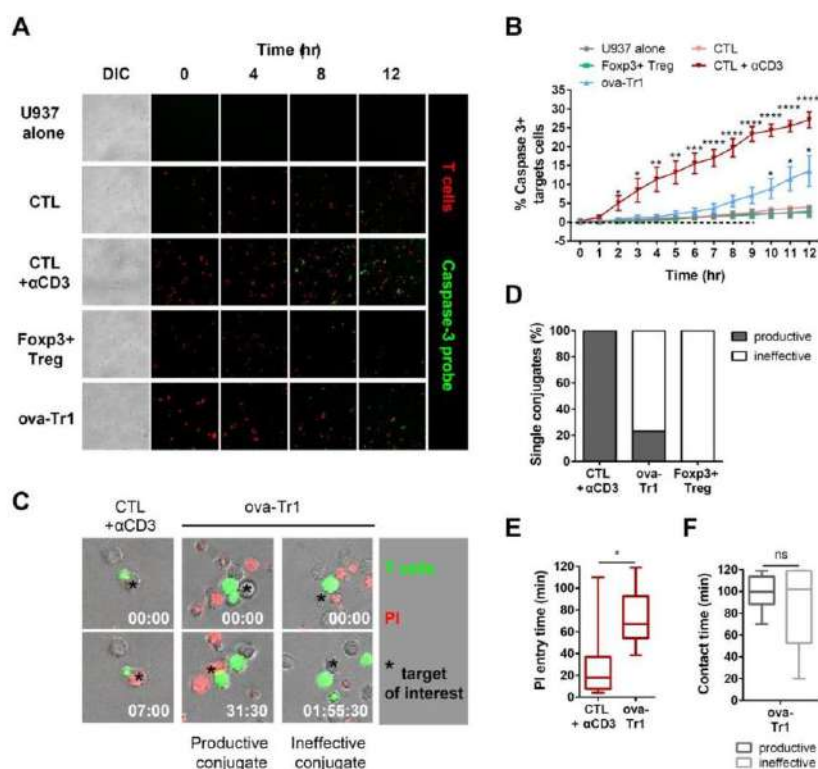 A
Time (hr)
DIC 0 4 8 12
U937
alone
CTL
CTL
+αCD3
Foxp3+
Treg
ova-Tr1
T cells
Caspase-3 probe
B
U937 alone
Foxp3+ Treg
ova-Tr1
CTL
CTL + αCD3
% Caspase 3+
targets cells
35
30
25
20
15
10
5
0
-5
* * ** ** *** **** **** **** **** **** ****
* * *
0 1 2 3 4 5 6 7 8 9 10 11 12
Time (hr)
D
Single conjugates (%)
100
80
60
40
20
0
productive
ineffective
CTL
+ αCD3
ova-
Tr1
Foxp3+
Treg
C
CTL
+αCD3
ova-Tr1
00:00 00:00 00:00
07:00 31:30 01:55:30
T cells
PI
* target
of interest
Productive
conjugate
Ineffective
conjugate
E
PI entry time (min)
120
100
80
60
40
20
0
*
CTL
+ αCD3
ova-
Tr1
F
Contact time (min)
120
100
80
60
40
20
0
ns
ova-
Tr1
productive
ineffective